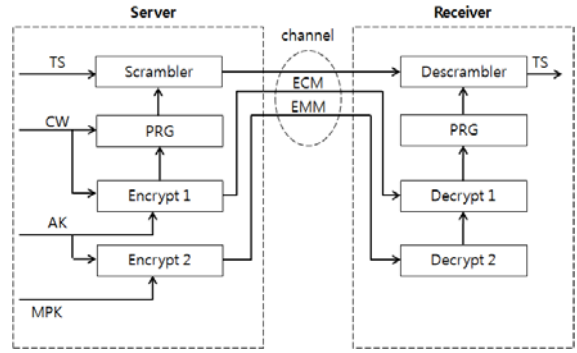 Server
Receiver
channel
TS
Scrambler
Descrambler
TS
ECM
CW
EMM
PRG
PRG
Encrypt 1
Decrypt 1
AK
Encrypt 2
Decrypt 2
MPK